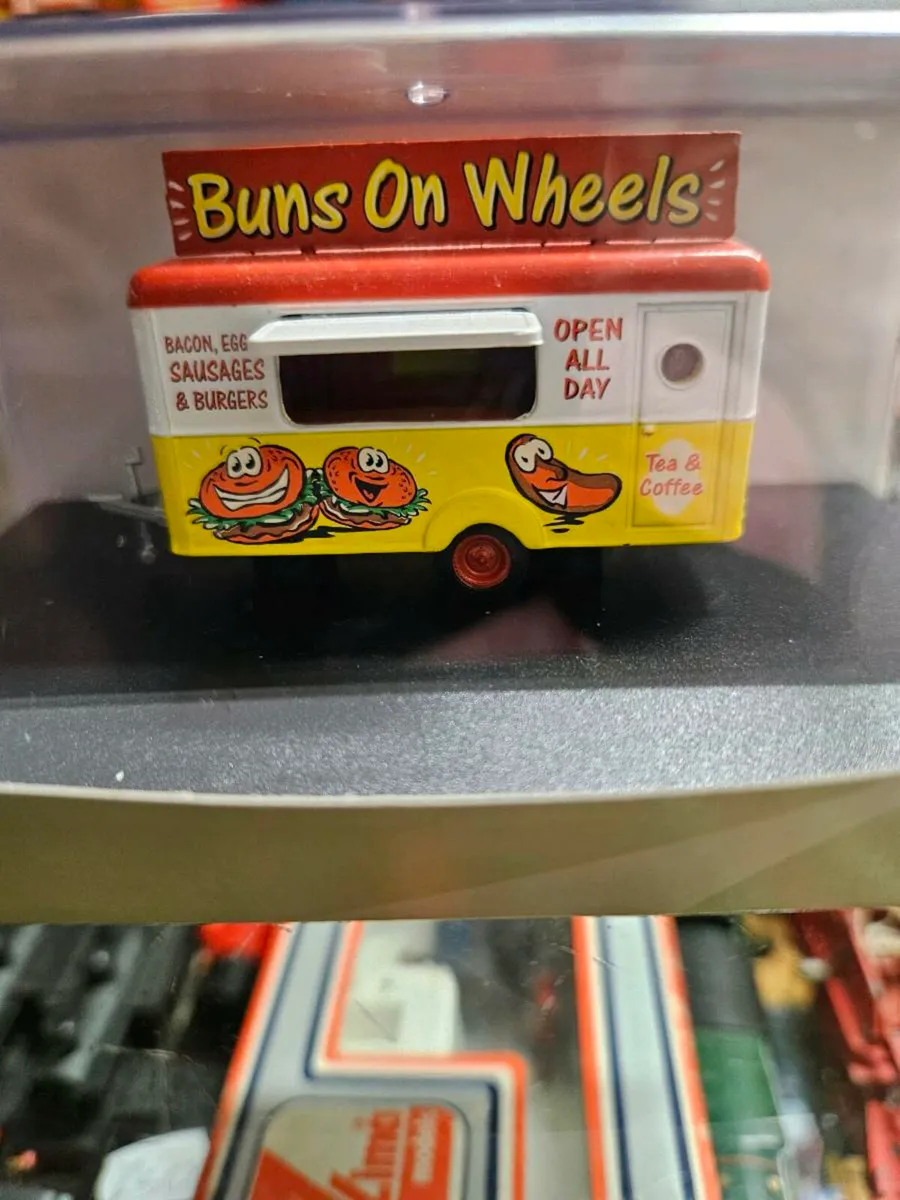 Buns On Wheels
BACON, EGG
SAUSAGES
& BURGERS
OPEN
ALL
DAY
Tea &
Coffee